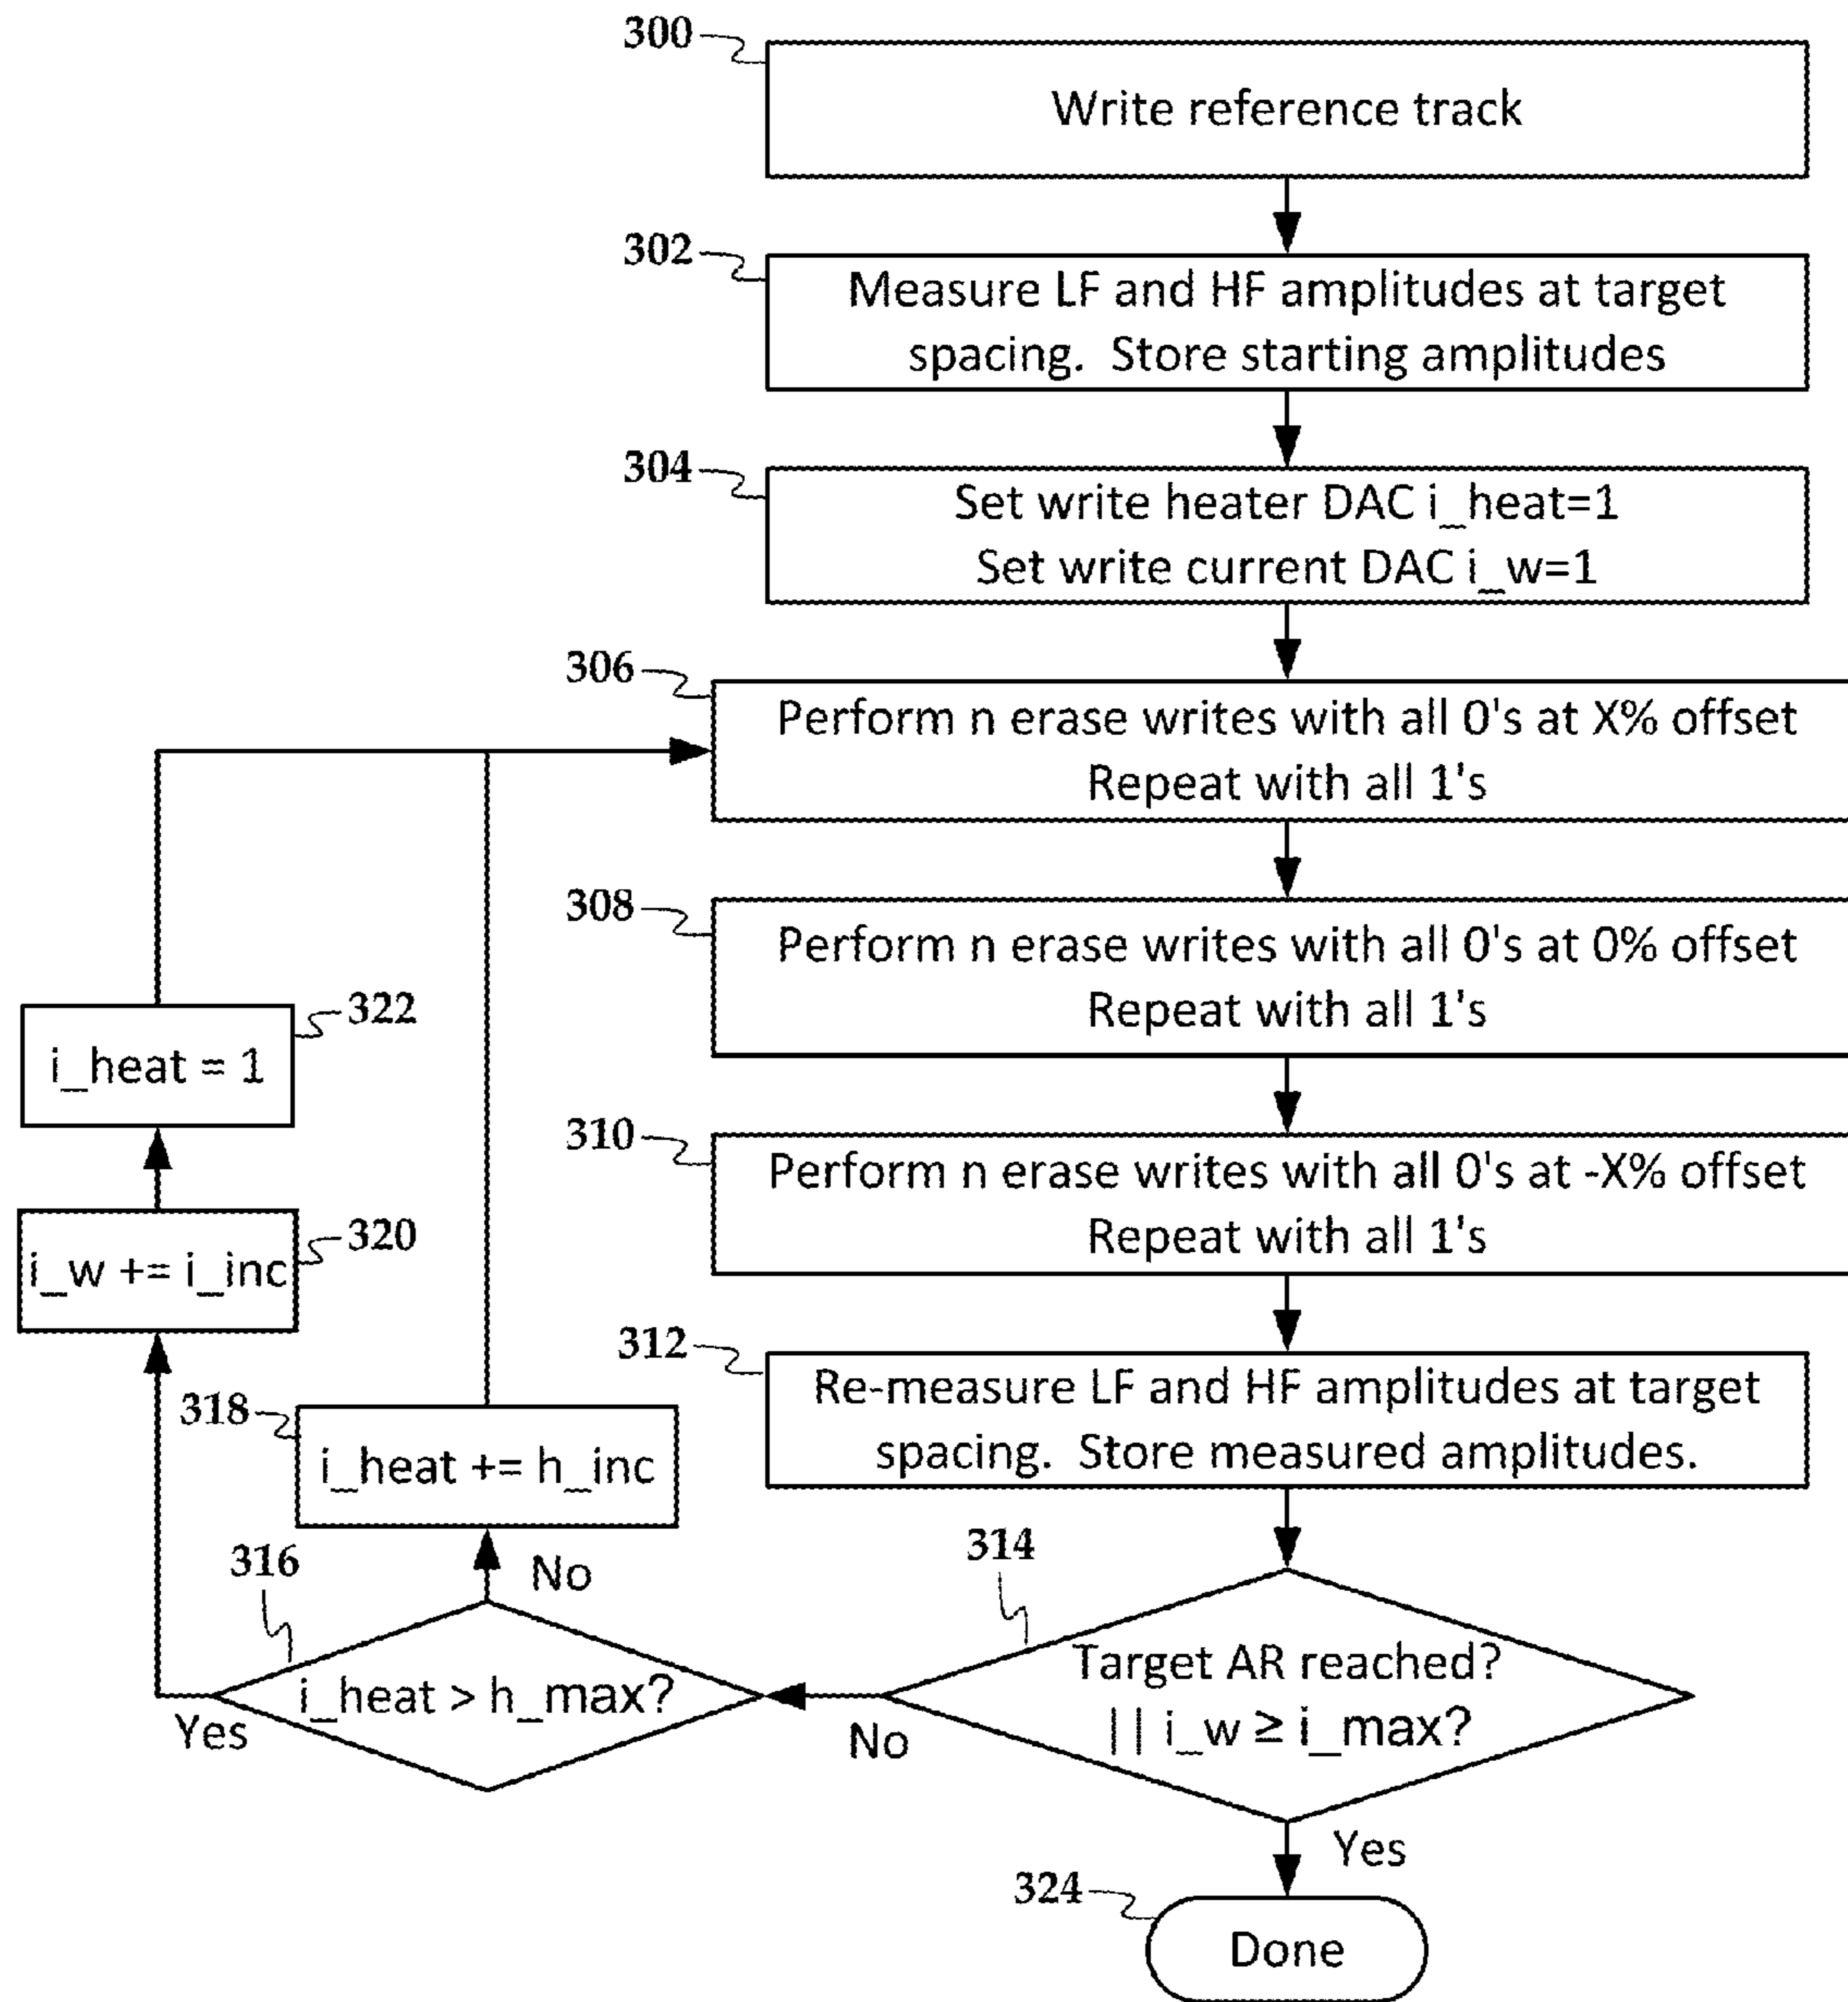 300
Write reference track
302
Measure LF and HF amplitudes at target
spacing.  Store starting amplitudes
304
Set write heater DAC i_heat=1
Set write current DAC i_w=1
306
Perform n erase writes with all 0's at X% offset
Repeat with all 1's
308
Perform n erase writes with all 0's at 0% offset
Repeat with all 1's
322
i_heat = 1
310
Perform n erase writes with all 0's at -X% offset
Repeat with all 1's
320
i_w += i_inc
312
Re-measure LF and HF amplitudes at target
spacing.  Store measured amplitudes.
318
i_heat += h_inc
314
316
No
Target AR reached?
|| i_w ≥ i_max?
i_heat > h_max?
Yes
No
Yes
324
Done